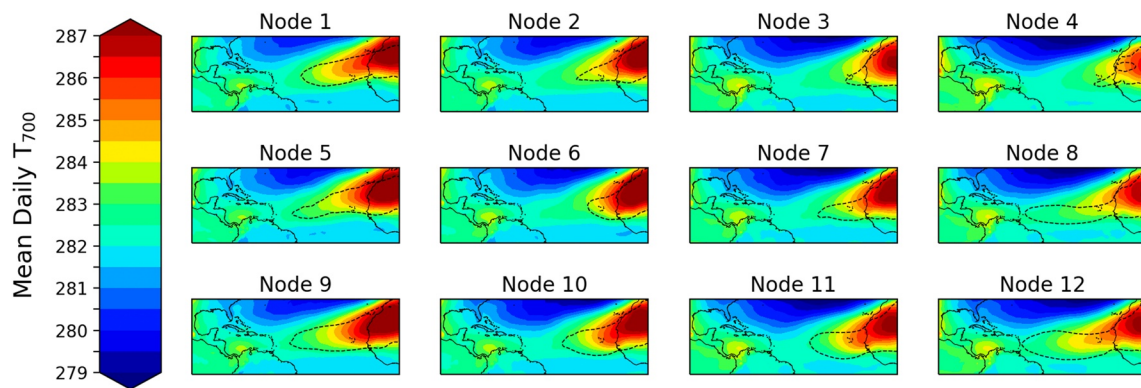 Node 1
Node 2
Node 3
Node 4
Node 5
Node 6
Node 7
Node 8
Node 9
Node 10
Node 11
Node 12
287
286
285
284
283
282
281
280
279
Mean Daily T₇₀₀